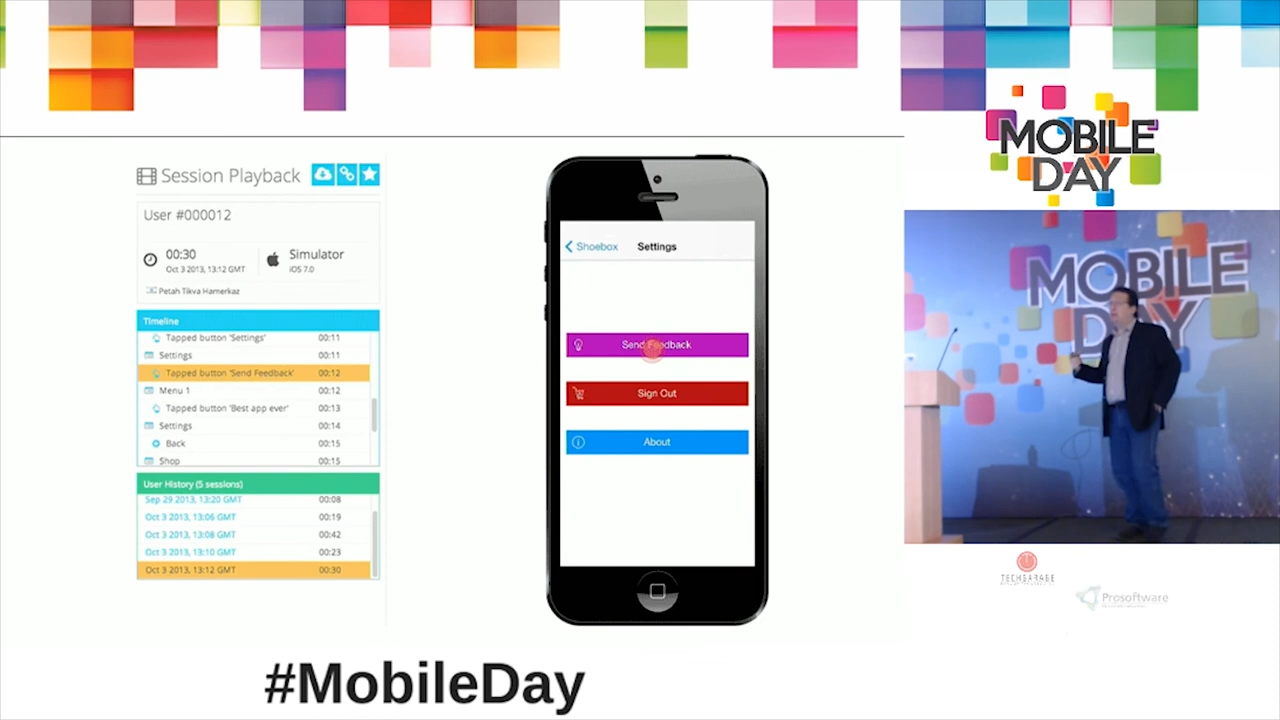 Session Playback
User #000012
00:30
Oct 3 2013, 13:12 GMT
Simulator
iOS 7.0
Petah Tikva Hamerkaz
Timeline
Tapped button 'Settings' 00:11
Settings 00:11
Tapped button 'Send Feedback' 00:12
Menu 1 00:12
Tapped button 'Best app ever' 00:13
Settings 00:14
Back 00:15
Shop 00:15
User History (5 sessions)
Sep 29 2013, 13:20 GMT 00:08
Oct 3 2013, 13:06 GMT 00:19
Oct 3 2013, 13:08 GMT 00:42
Oct 3 2013, 13:10 GMT 00:23
Oct 3 2013, 13:12 GMT 00:30
Shoebox Settings
Send Feedback
Sign Out
About
MOBILE
DAY
MOBILE
DAY
TECHGARAGE
Prosoftware
#MobileDay